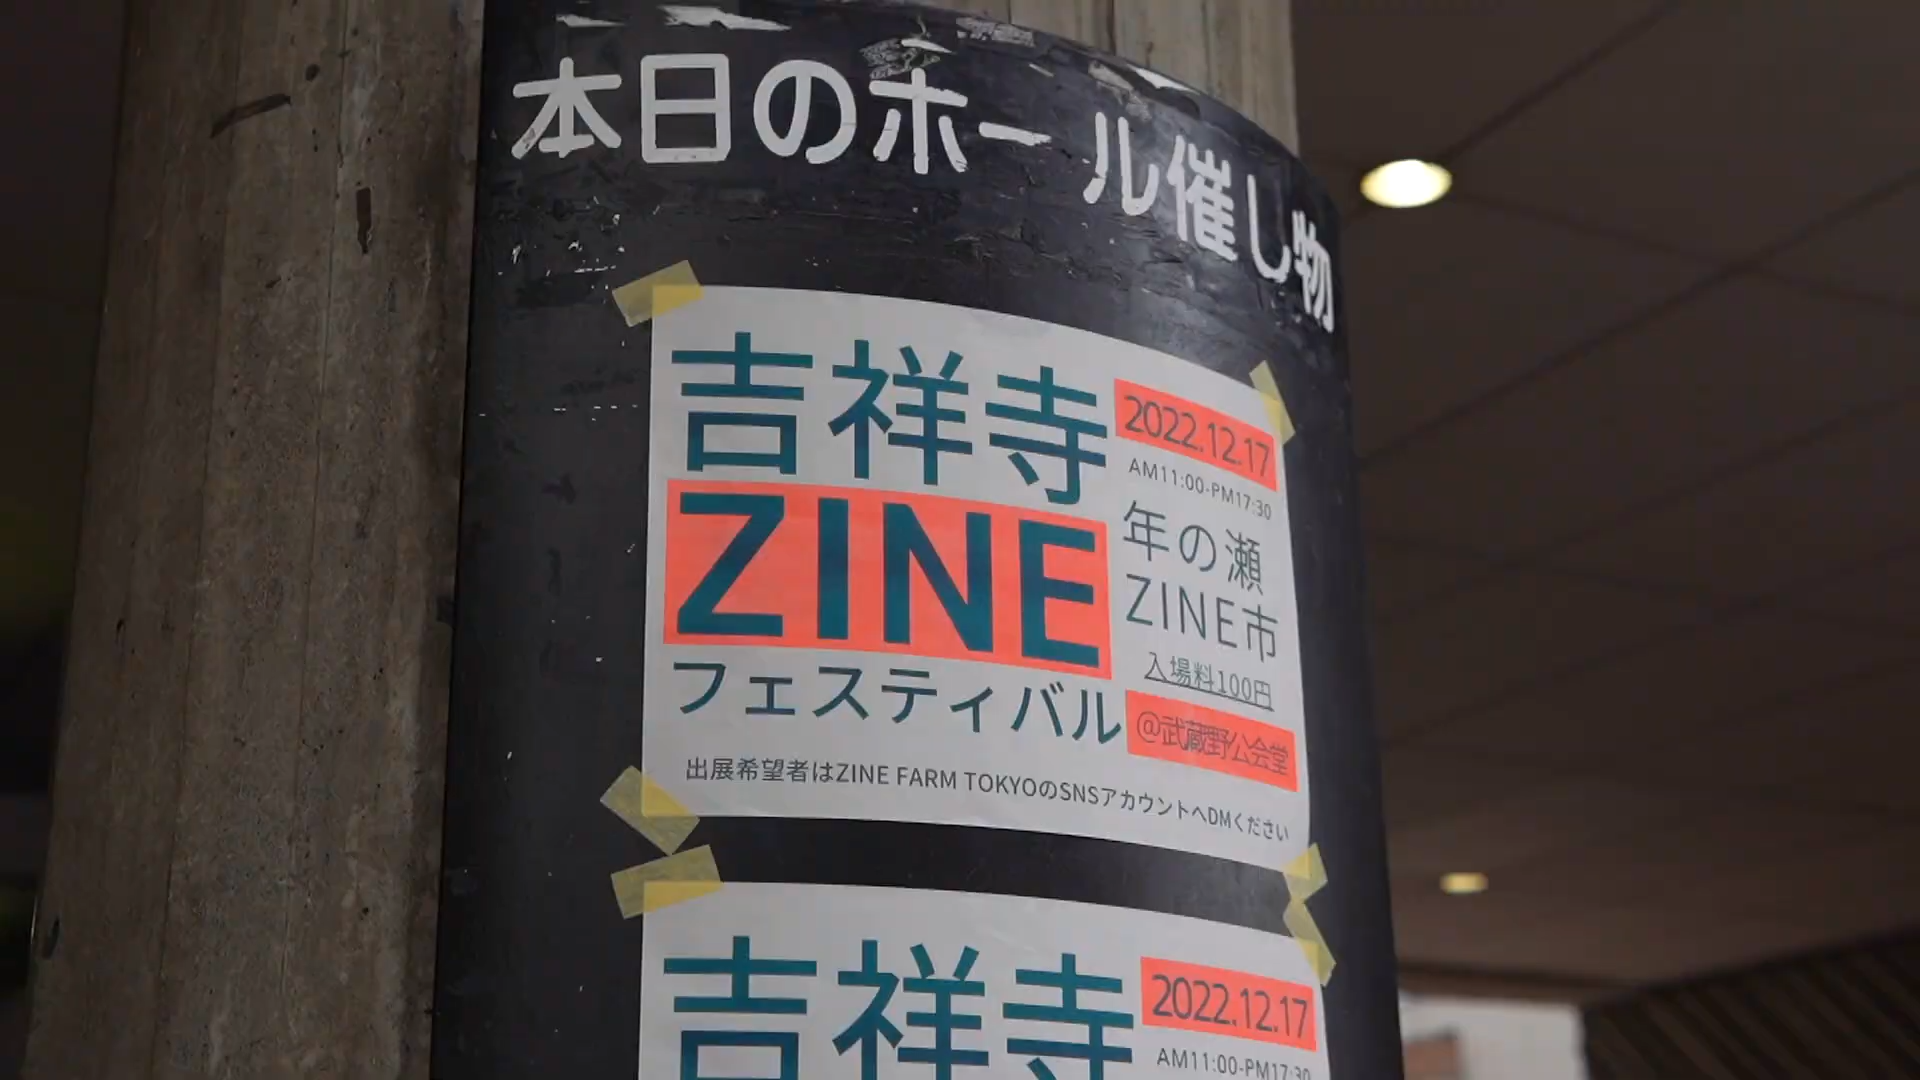 本日のホール催し物
吉祥寺
ZINE
フェスティバル
2022.12.17
AM11:00-PM17:30
年の瀬
ZINE市
入場料100円
@武蔵野公会堂
出展希望者はZINE FARM TOKYOのSNSアカウントへDMください
吉祥寺
2022.12.17
AM11:00-PM17:30